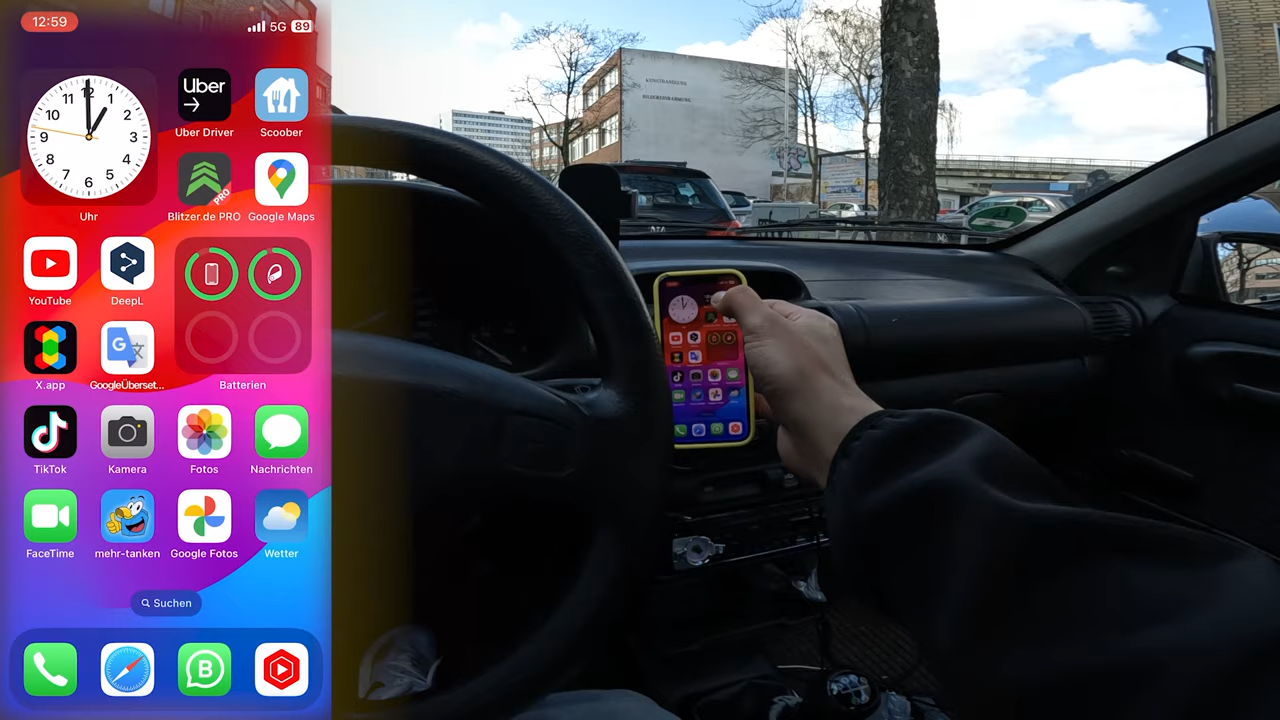 12:59
5G 89
11 12 1
10 2
9 3
8 4
7 6 5
Uhr
Uber
Uber Driver
Scoober
PRO
Blitzer.de PRO
Google Maps
YouTube
DeepL
X.app
G
GoogleÜberset...
Batterien
TikTok
Kamera
Fotos
Nachrichten
FaceTime
mehr-tanken
Google Fotos
Wetter
Suchen
B